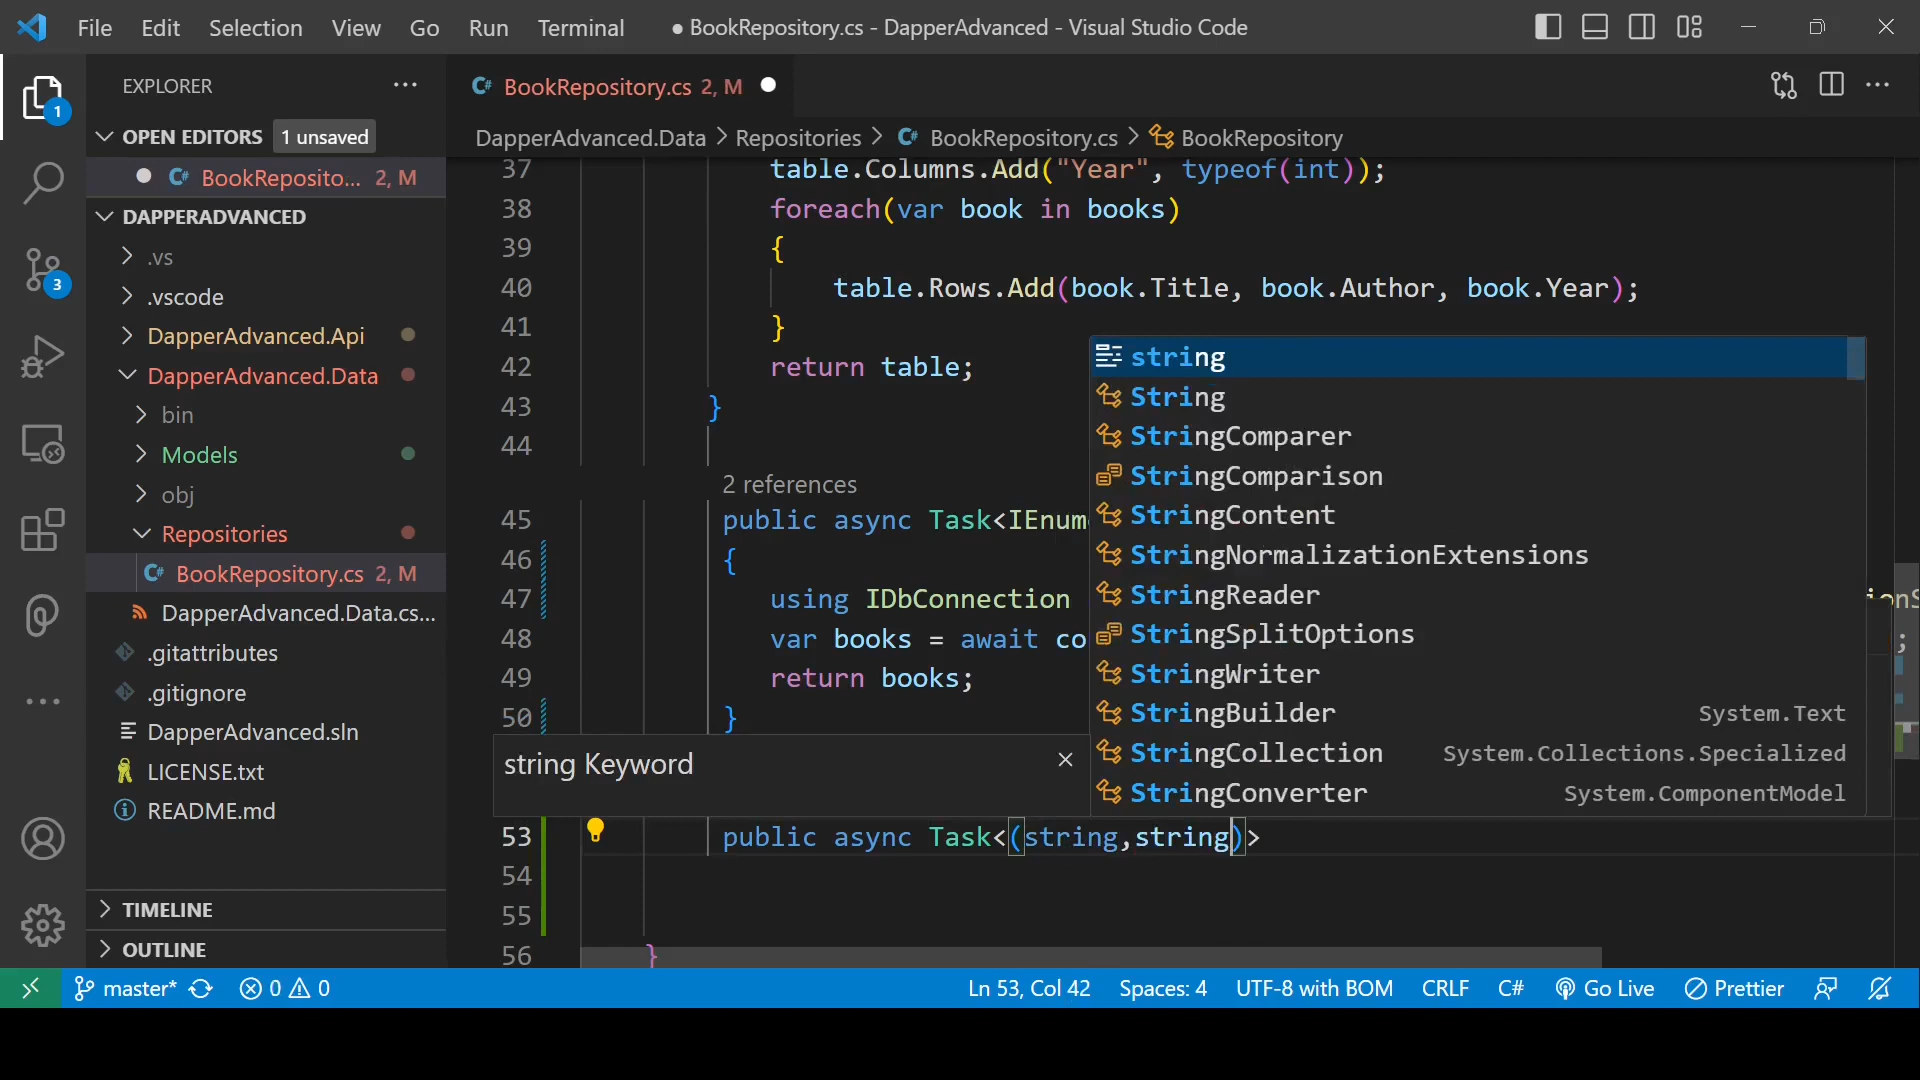 File Edit Selection View Go Run Terminal ● BookRepository.cs - DapperAdvanced - Visual Studio Code
EXPLORER
1
OPEN EDITORS 1 unsaved
BookReposito... 2, M
DAPPERADVANCED
.vs
3
.vscode
DapperAdvanced.Api
DapperAdvanced.Data
bin
Models
obj
Repositories
BookRepository.cs 2, M
DapperAdvanced.Data.cs...
.gitattributes
.gitignore
DapperAdvanced.sln
LICENSE.txt
README.md
TIMELINE
OUTLINE
BookRepository.cs 2, M
DapperAdvanced.Data > Repositories > BookRepository.cs > BookRepository
37 table.Columns.Add("Year", typeof(int));
38 foreach(var book in books)
39 {
40 table.Rows.Add(book.Title, book.Author, book.Year);
41 }
42 return table;
43 }
44
2 references
45 public async Task<IEnum
46 {
47 using IDbConnection
48 var books = await co ;
49 return books;
50 }
string
String
StringComparer
StringComparison
StringContent
StringNormalizationExtensions
StringReader
StringSplitOptions
StringWriter
StringBuilder System.Text
StringCollection System.Collections.Specialized
StringConverter System.ComponentModel
string Keyword
53 public async Task<(string,string)>
54
55
56 }
master* 0 0 Ln 53, Col 42 Spaces: 4 UTF-8 with BOM CRLF C# Go Live Prettier